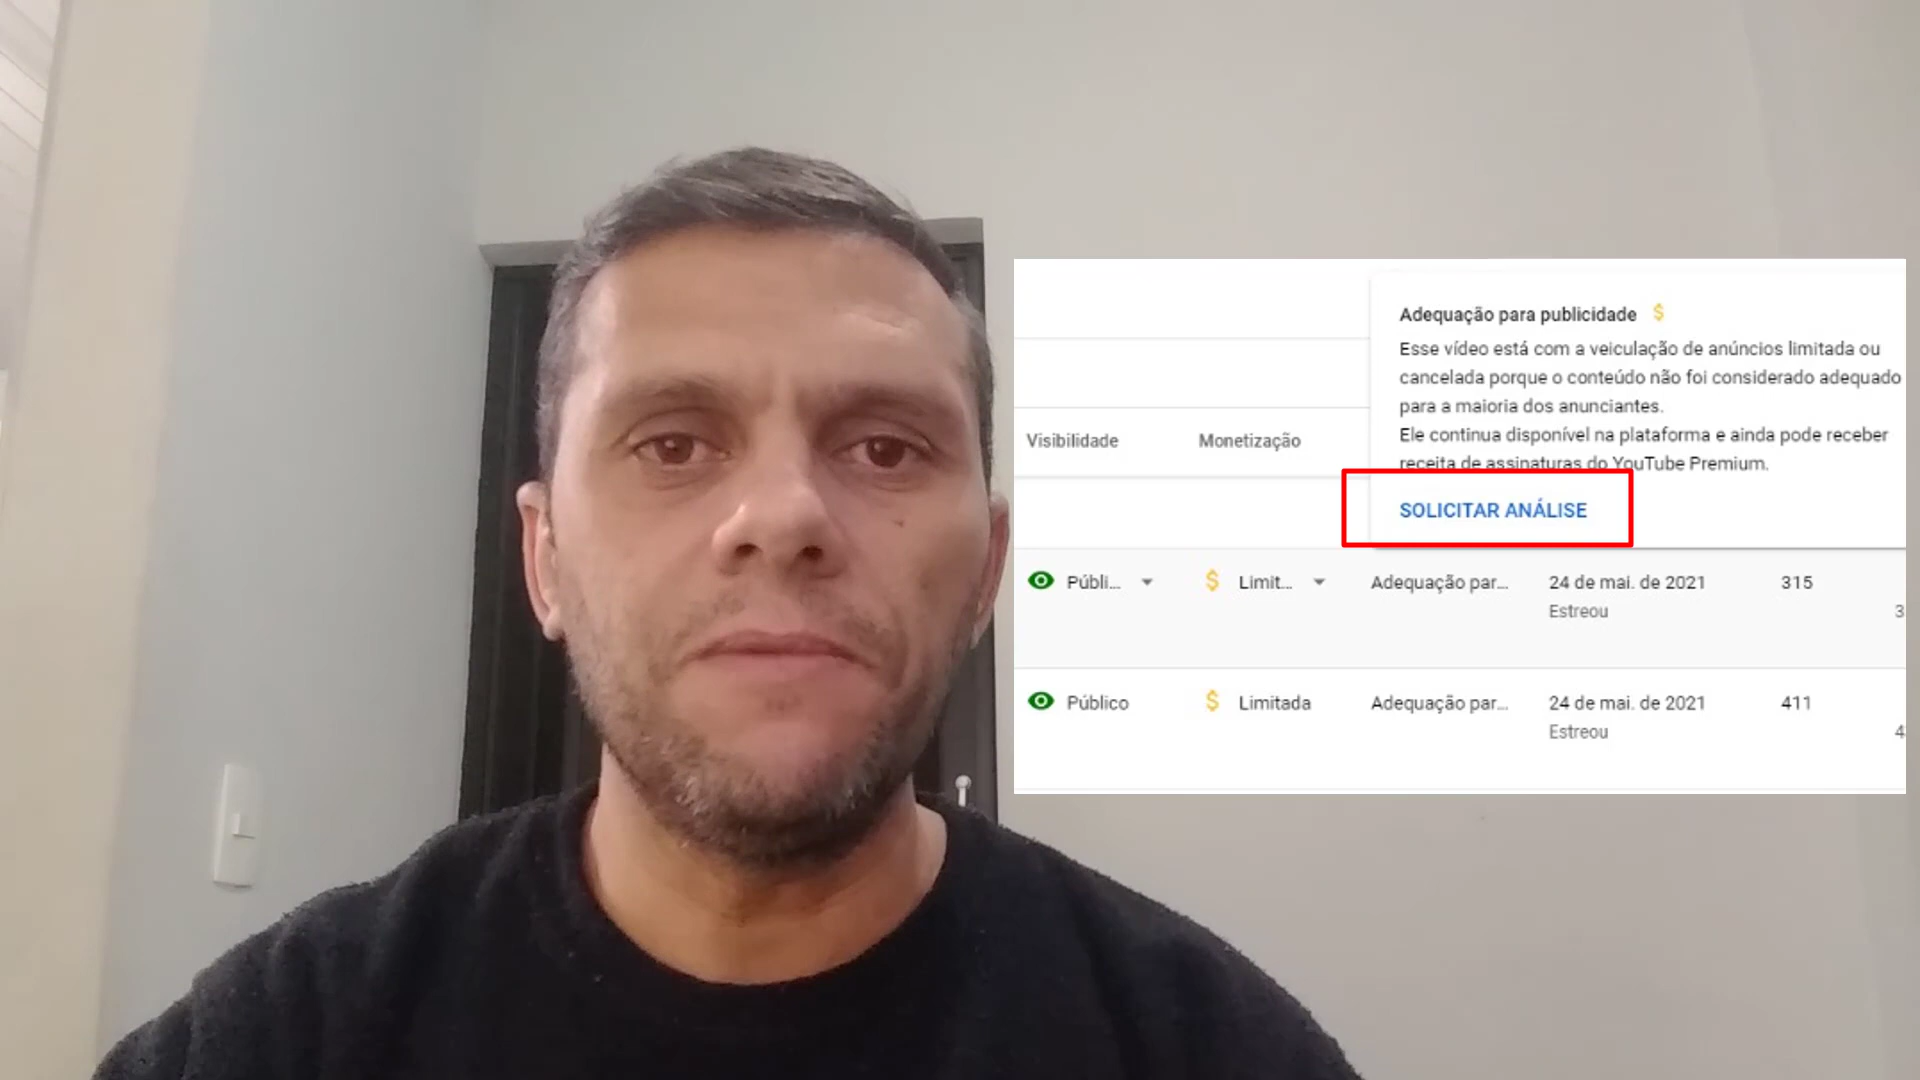 Adequação para publicidade $
Esse vídeo está com a veiculação de anúncios limitada ou
cancelada porque o conteúdo não foi considerado adequado
para a maioria dos anunciantes.
Ele continua disponível na plataforma e ainda pode receber
receita de assinaturas do YouTube Premium.
SOLICITAR ANÁLISE
Visibilidade Monetização
Públi... $ Limit... Adequação par... 24 de mai. de 2021 315
Estreou 3
Público $ Limitada Adequação par... 24 de mai. de 2021 411
Estreou 4